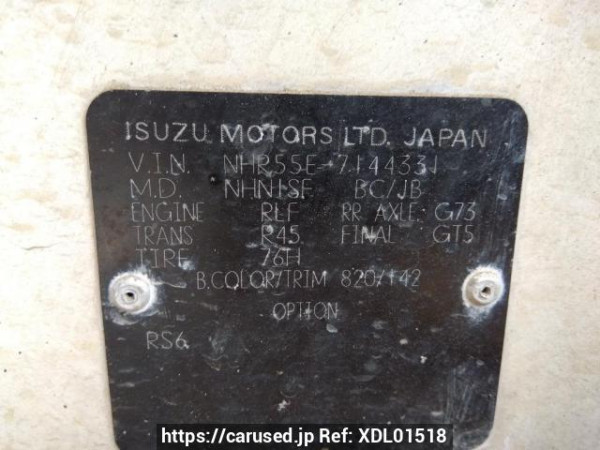 ISUZU MOTORS LTD. JAPAN
V.I.N. NHR55E-7144331
M.D. NHN1SF BC/JB
ENGINE RLF RR AXLE G73
TRANS R45 FINAL GT5
TIRE 76H
B.COLOR/TRIM 820/142
OPTION
RS6
https://carused.jp Ref: XDL01518